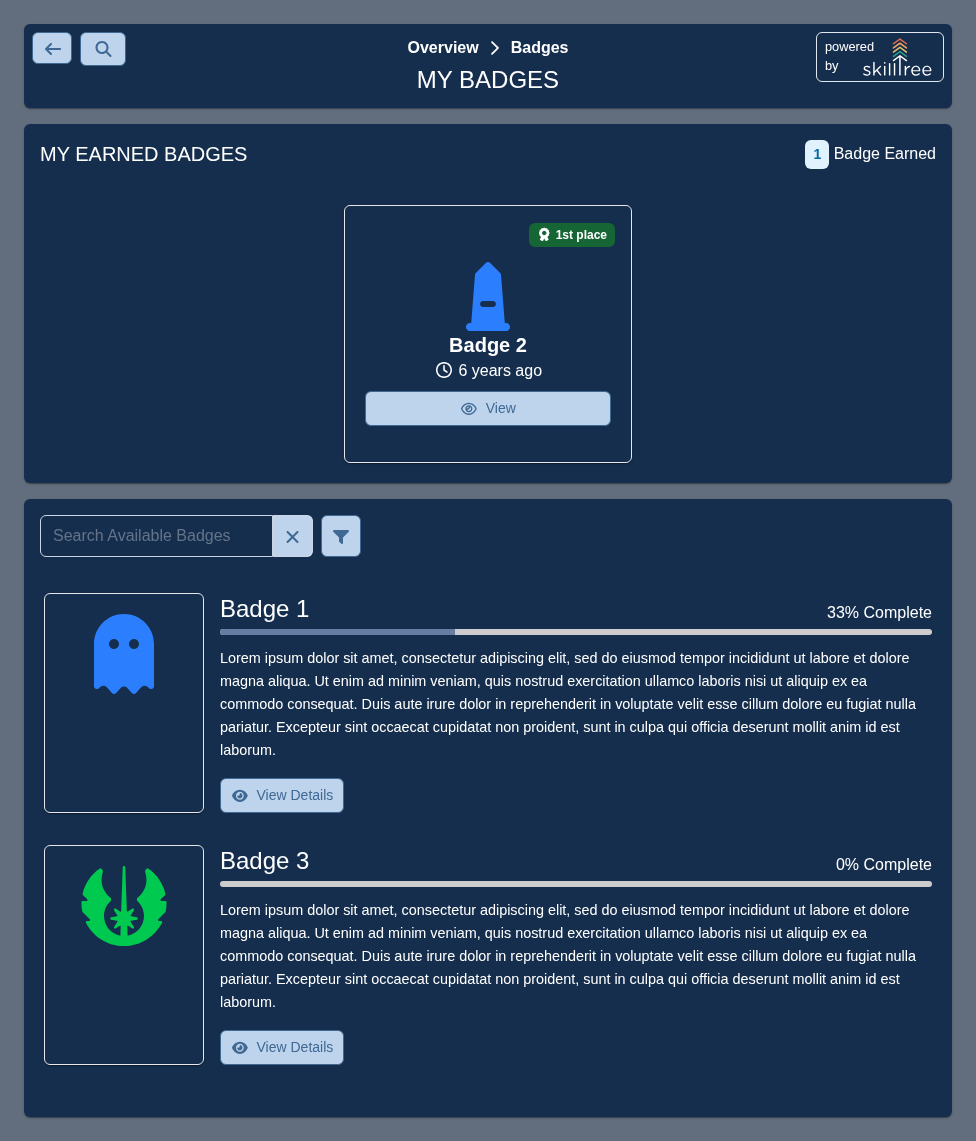 Overview > Badges
MY BADGES
powered
by
skilltree
MY EARNED BADGES
1 Badge Earned
1st place
Badge 2
6 years ago
View
Search Available Badges
Badge 1
33% Complete
Lorem ipsum dolor sit amet, consectetur adipiscing elit, sed do eiusmod tempor incididunt ut labore et dolore
magna aliqua. Ut enim ad minim veniam, quis nostrud exercitation ullamco laboris nisi ut aliquip ex ea
commodo consequat. Duis aute irure dolor in reprehenderit in voluptate velit esse cillum dolore eu fugiat nulla
pariatur. Excepteur sint occaecat cupidatat non proident, sunt in culpa qui officia deserunt mollit anim id est
laborum.
View Details
Badge 3
0% Complete
Lorem ipsum dolor sit amet, consectetur adipiscing elit, sed do eiusmod tempor incididunt ut labore et dolore
magna aliqua. Ut enim ad minim veniam, quis nostrud exercitation ullamco laboris nisi ut aliquip ex ea
commodo consequat. Duis aute irure dolor in reprehenderit in voluptate velit esse cillum dolore eu fugiat nulla
pariatur. Excepteur sint occaecat cupidatat non proident, sunt in culpa qui officia deserunt mollit anim id est
laborum.
View Details